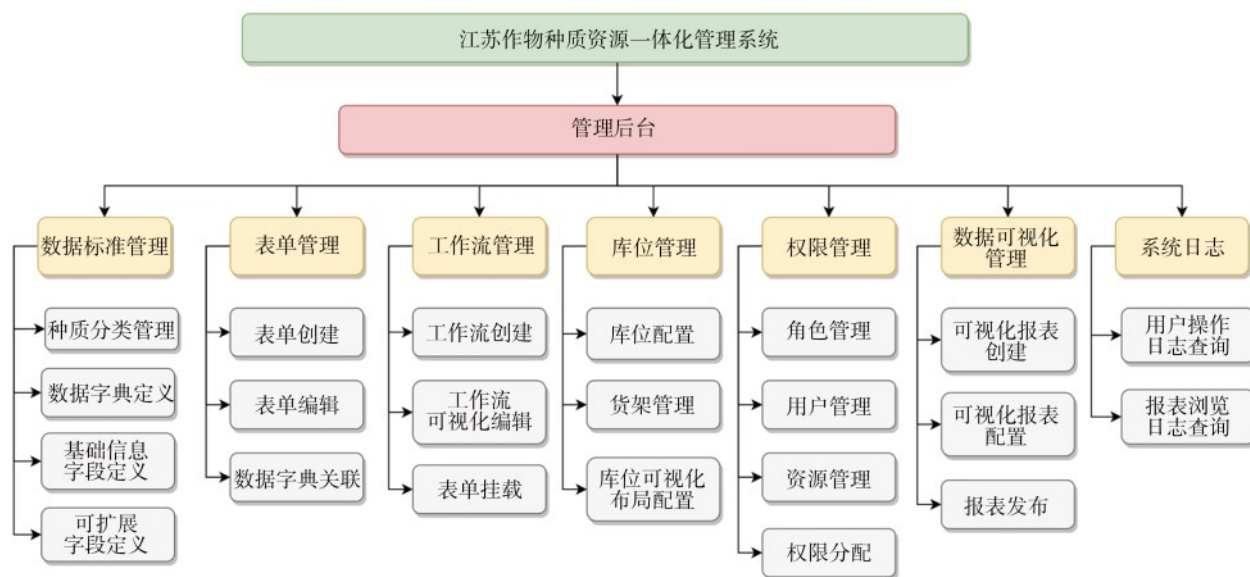 江苏作物种质资源一体化管理系统
管理后台
数据标准管理
种质分类管理
数据字典定义
基础信息
字段定义
可扩展
字段定义
表单管理
表单创建
表单编辑
数据字典关联
工作流管理
工作流创建
工作流
可视化编辑
表单挂载
库位管理
库位配置
货架管理
库位可视化
布局配置
权限管理
角色管理
用户管理
资源管理
权限分配
数据可视化
管理
可视化报表
创建
可视化报表
配置
报表发布
系统日志
用户操作
日志查询
报表浏览
日志查询